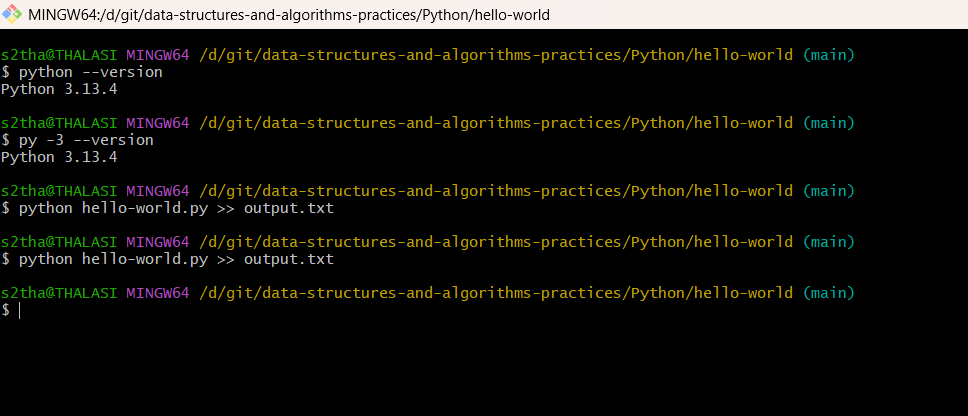 MINGW64:/d/git/data-structures-and-algorithms-practices/Python/hello-world
s2tha@THALASI MINGW64 /d/git/data-structures-and-algorithms-practices/Python/hello-world (main)
$ python --version
Python 3.13.4
s2tha@THALASI MINGW64 /d/git/data-structures-and-algorithms-practices/Python/hello-world (main)
$ py -3 --version
Python 3.13.4
s2tha@THALASI MINGW64 /d/git/data-structures-and-algorithms-practices/Python/hello-world (main)
$ python hello-world.py >> output.txt
s2tha@THALASI MINGW64 /d/git/data-structures-and-algorithms-practices/Python/hello-world (main)
$ python hello-world.py >> output.txt
s2tha@THALASI MINGW64 /d/git/data-structures-and-algorithms-practices/Python/hello-world (main)
$